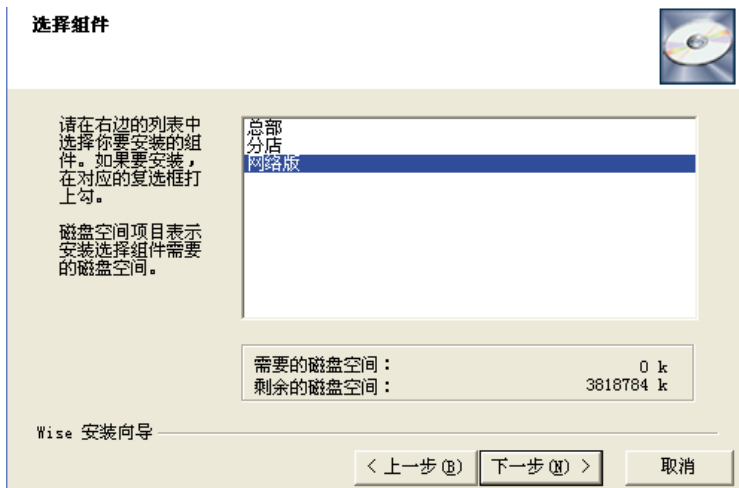 选择组件
请在右边的列表中
选择你要安装的组
件。如果要安装，
在对应的复选框打
上勾。
磁盘空间项目表示
安装选择组件需要
的磁盘空间。
总部
分店
网络版
需要的磁盘空间： 0 k
剩余的磁盘空间： 3818784 k
Wise 安装向导
< 上一步(B) 下一步(N) > 取消